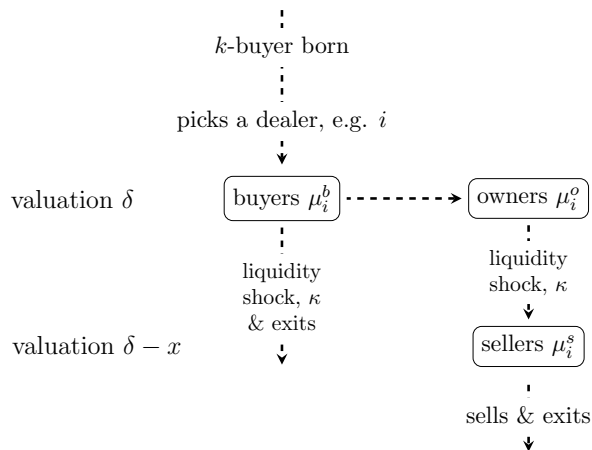 k-buyer born
picks a dealer, e.g. i
valuation δ
buyers μ_i^b
owners μ_i^o
liquidity
shock, κ
& exits
liquidity
shock, κ
valuation δ − x
sellers μ_i^s
sells & exits